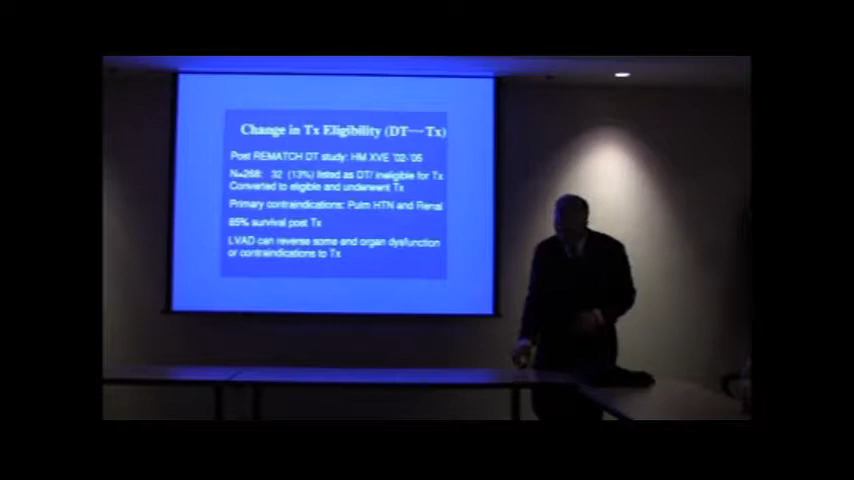 Change in Tx Eligibility (DT—Tx)
Post REMATCH DT study: HM XVE '02-'05
N=268: 32 (13%) listed as DT/ ineligible for Tx
Converted to eligible and underwent Tx
Primary contraindications: Pulm HTN and Renal
65% survival post Tx
LVAD can reverse some end organ dysfunction
or contraindications to Tx